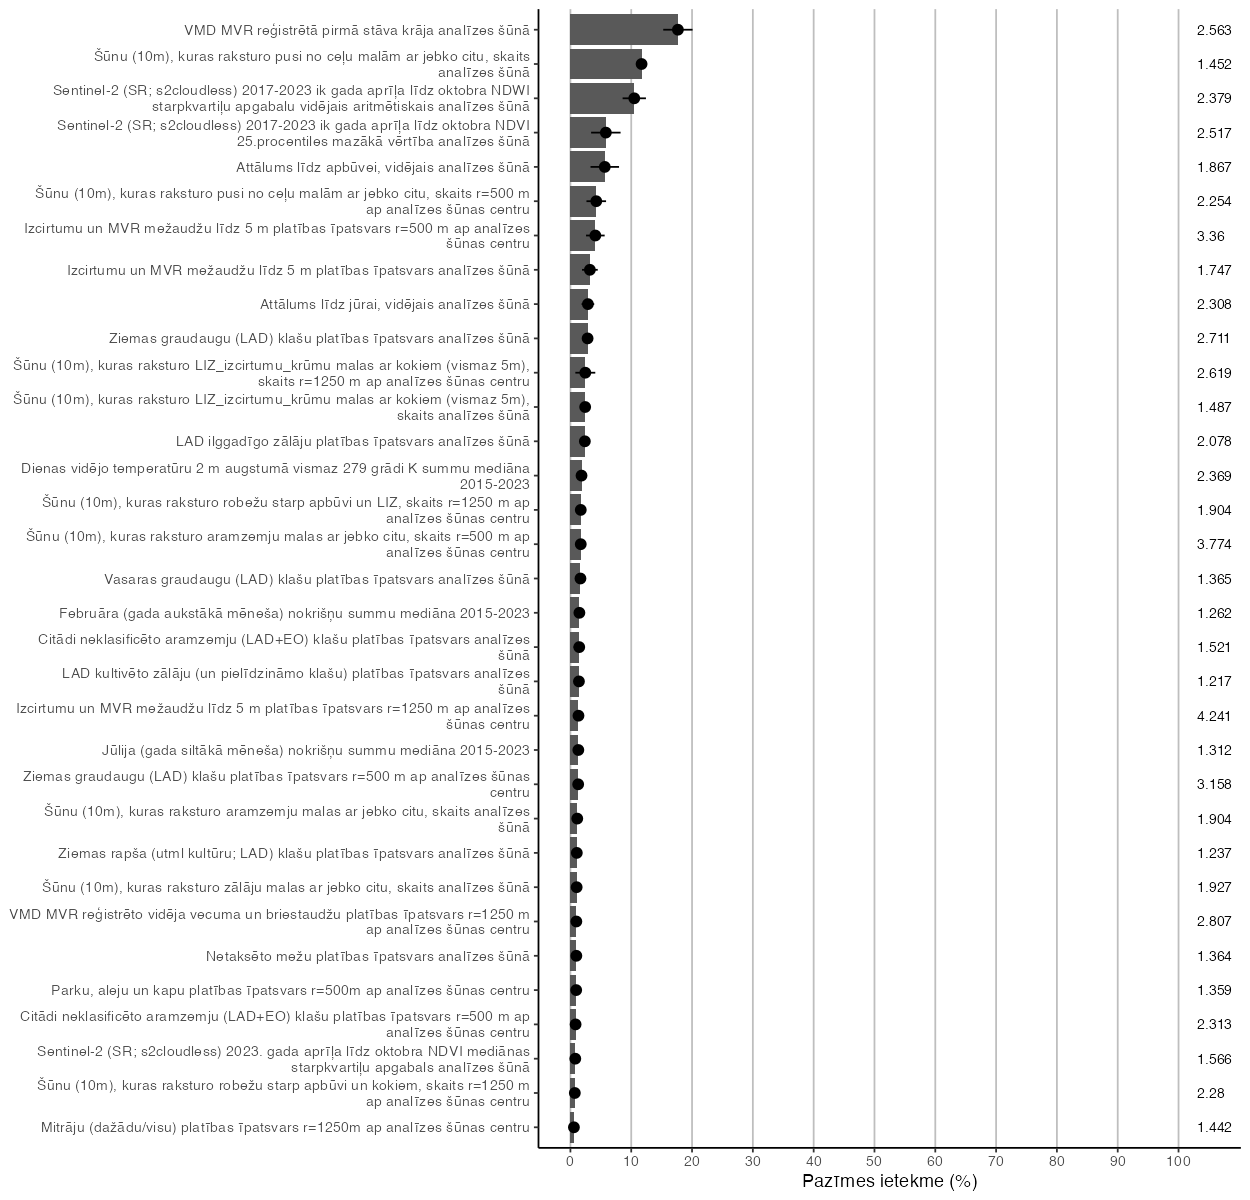 VMD MVR reģistrētā pirmā stāva krāja analīzes šūnā 2.563
Šūnu (10m), kuras raksturo pusi no ceļu malām ar jebko citu, skaits
analīzes šūnā 1.452
Sentinel-2 (SR; s2cloudless) 2017-2023 ik gada aprīļa līdz oktobra NDWI
starpkvartiļu apgabalu vidējais aritmētiskais analīzes šūnā 2.379
Sentinel-2 (SR; s2cloudless) 2017-2023 ik gada aprīļa līdz oktobra NDVI
25.procentiles mazākā vērtība analīzes šūnā 2.517
Attālums līdz apbūvei, vidējais analīzes šūnā 1.867
Šūnu (10m), kuras raksturo pusi no ceļu malām ar jebko citu, skaits r=500 m
ap analīzes šūnas centru 2.254
Izcirtumu un MVR mežaudžu līdz 5 m platības īpatsvars r=500 m ap analīzes
šūnas centru 3.36
Izcirtumu un MVR mežaudžu līdz 5 m platības īpatsvars analīzes šūnā 1.747
Attālums līdz jūrai, vidējais analīzes šūnā 2.308
Ziemas graudaugu (LAD) klašu platības īpatsvars analīzes šūnā 2.711
Šūnu (10m), kuras raksturo LIZ_izcirtumu_krūmu malas ar kokiem (vismaz 5m),
skaits r=1250 m ap analīzes šūnas centru 2.619
Šūnu (10m), kuras raksturo LIZ_izcirtumu_krūmu malas ar kokiem (vismaz 5m),
skaits analīzes šūnā 1.487
LAD ilggadīgo zālāju platības īpatsvars analīzes šūnā 2.078
Dienas vidējo temperatūru 2 m augstumā vismaz 279 grādi K summu mediāna
2015-2023 2.369
Šūnu (10m), kuras raksturo robežu starp apbūvi un LIZ, skaits r=1250 m ap
analīzes šūnas centru 1.904
Šūnu (10m), kuras raksturo aramzemju malas ar jebko citu, skaits r=500 m ap
analīzes šūnas centru 3.774
Vasaras graudaugu (LAD) klašu platības īpatsvars analīzes šūnā 1.365
Februāra (gada aukstākā mēneša) nokrišņu summu mediāna 2015-2023 1.262
Citādi neklasificēto aramzemju (LAD+EO) klašu platības īpatsvars analīzes
šūnā 1.521
LAD kultivēto zālāju (un pielīdzināmo klašu) platības īpatsvars analīzes
šūnā 1.217
Izcirtumu un MVR mežaudžu līdz 5 m platības īpatsvars r=1250 m ap analīzes
šūnas centru 4.241
Jūlija (gada siltākā mēneša) nokrišņu summu mediāna 2015-2023 1.312
Ziemas graudaugu (LAD) klašu platības īpatsvars r=500 m ap analīzes šūnas
centru 3.158
Šūnu (10m), kuras raksturo aramzemju malas ar jebko citu, skaits analīzes
šūnā 1.904
Ziemas rapša (utml kultūru; LAD) klašu platības īpatsvars analīzes šūnā 1.237
Šūnu (10m), kuras raksturo zālāju malas ar jebko citu, skaits analīzes šūnā 1.927
VMD MVR reģistrēto vidēja vecuma un briestaudžu platības īpatsvars r=1250 m
ap analīzes šūnas centru 2.807
Netaksēto mežu platības īpatsvars analīzes šūnā 1.364
Parku, aleju un kapu platības īpatsvars r=500m ap analīzes šūnas centru 1.359
Citādi neklasificēto aramzemju (LAD+EO) klašu platības īpatsvars r=500 m ap
analīzes šūnas centru 2.313
Sentinel-2 (SR; s2cloudless) 2023. gada aprīļa līdz oktobra NDVI mediānas
starpkvartiļu apgabals analīzes šūnā 1.566
Šūnu (10m), kuras raksturo robežu starp apbūvi un kokiem, skaits r=1250 m
ap analīzes šūnas centru 2.28
Mitrāju (dažādu/visu) platības īpatsvars r=1250m ap analīzes šūnas centru 1.442
0 10 20 30 40 50 60 70 80 90 100
Pazīmes ietekme (%)